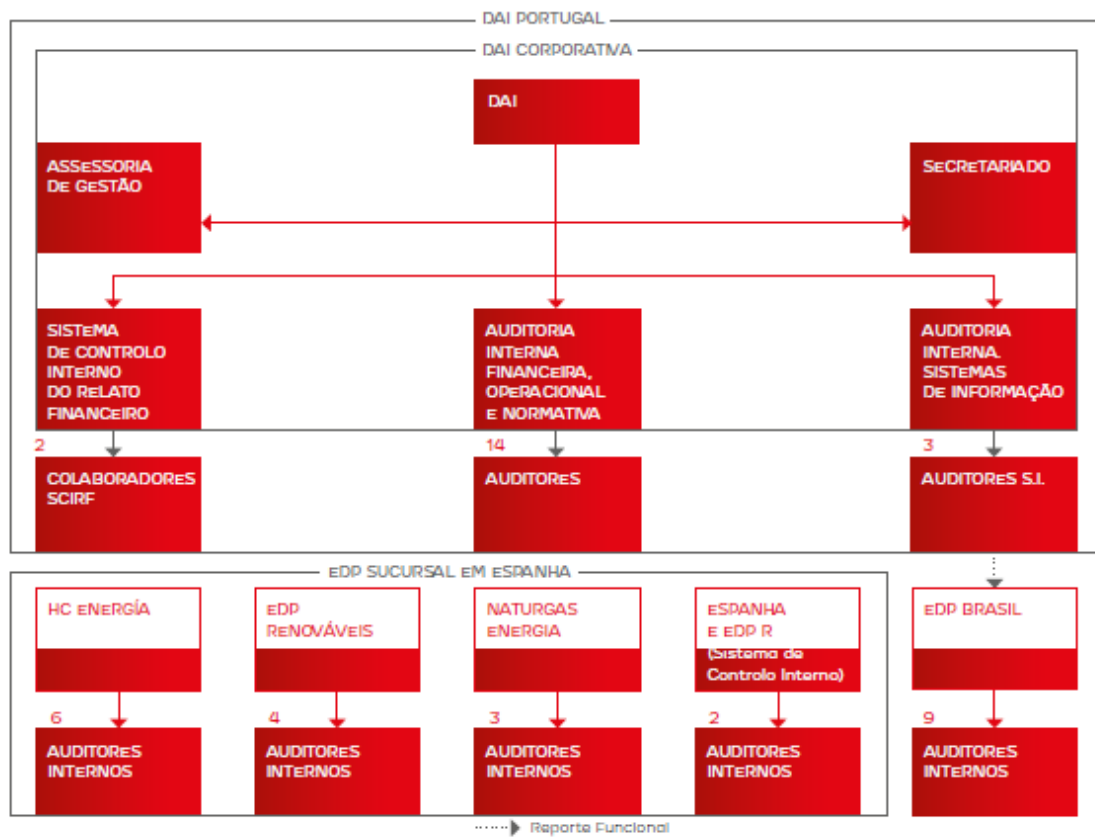 DAI PORTUGAL
DAI CORPORATIVA
DAI
ASSESSORIA
DE GESTÃO
SECRETARIADO
SISTEMA
DE CONTROLO
INTERNO
DO RELATO
FINANCEIRO
AUDITORIA
INTERNA
FINANCEIRA,
OPERACIONAL
E NORMATIVA
AUDITORIA
INTERNA.
SISTEMAS
DE INFORMAÇÃO
2
14
3
COLABORADORES
SCIRF
AUDITORES
AUDITORES S.I.
EDP SUCURSAL EM ESPANHA
HC ENERGÍA
EDP
RENOVÁVEIS
NATURGAS
ENERGIA
ESPANHA
E EDP R
(Sistema de
Controlo Interno)
EDP BRASIL
6
4
3
2
9
AUDITORES
INTERNOS
AUDITORES
INTERNOS
AUDITORES
INTERNOS
AUDITORES
INTERNOS
AUDITORES
INTERNOS
Reporte Funcional